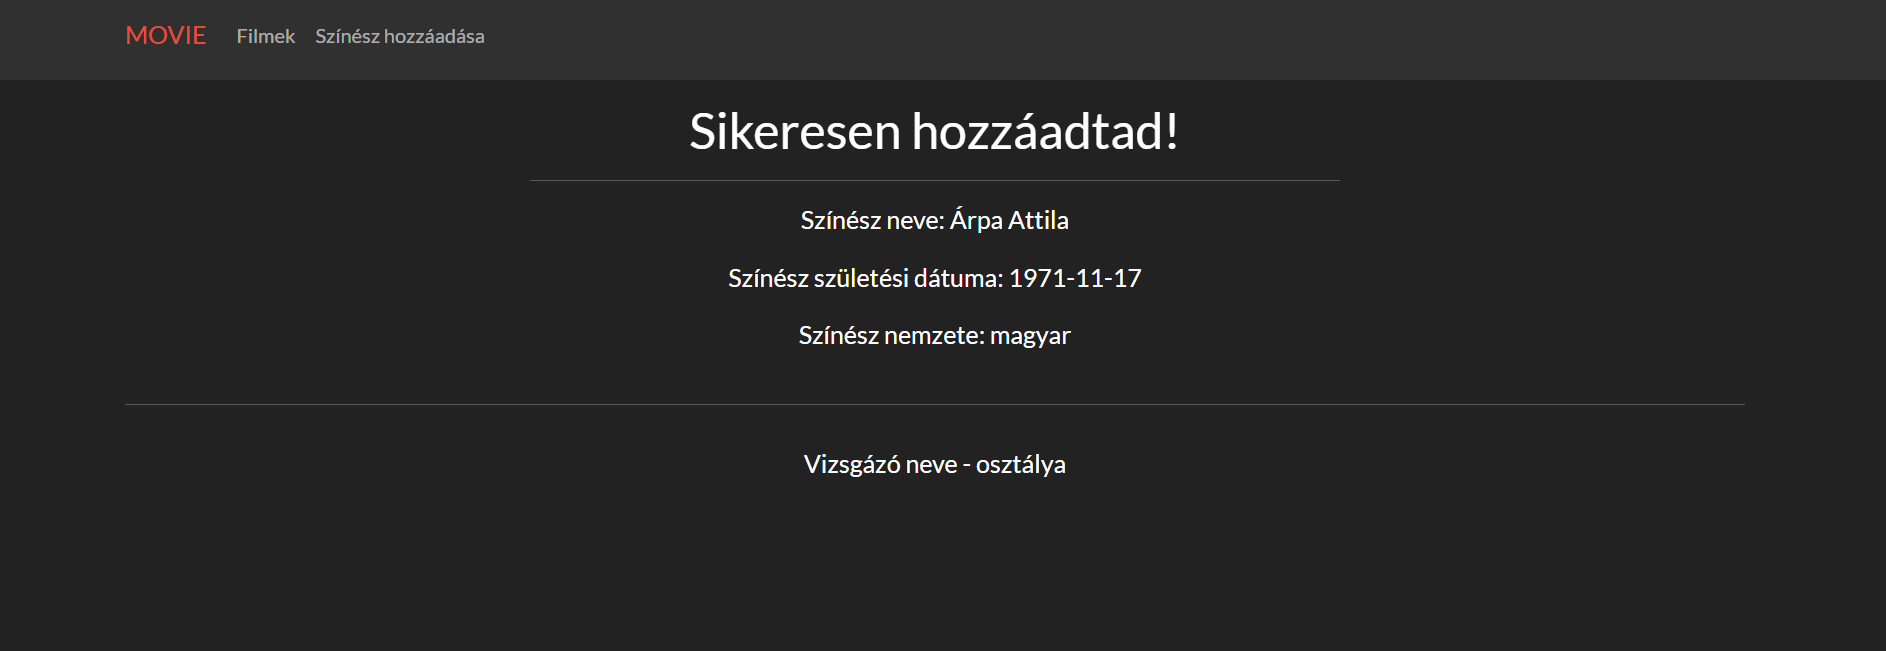 MOVIE Filmek Színész hozzáadása
Sikeresen hozzáadtad!
Színész neve: Árpa Attila
Színész születési dátuma: 1971-11-17
Színész nemzete: magyar
Vizsgázó neve - osztálya